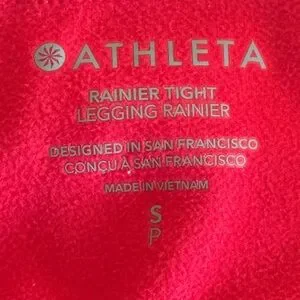 ATHLETA
RAINIER TIGHT
LEGGING RAINIER
DESIGNED IN SAN FRANCISCO
CONÇU A SAN FRANCISCO
MADE IN VIETNAM
S
P